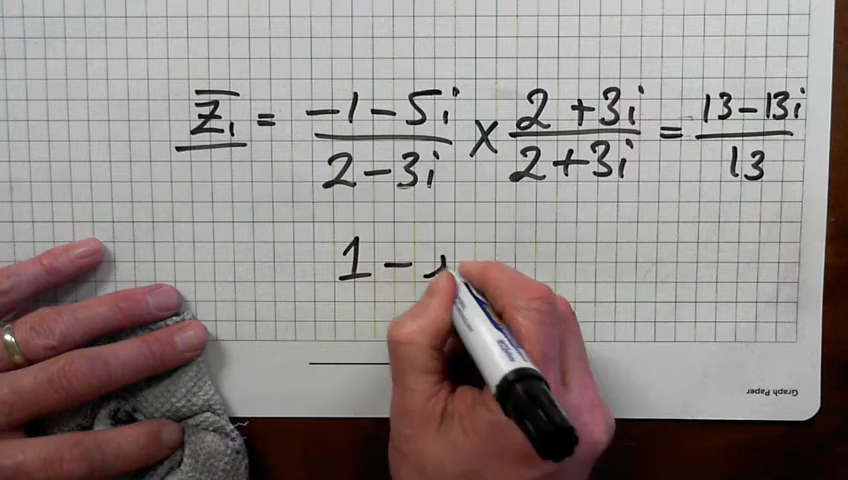 z̅₁ = (-1 - 5i)/(2 - 3i) × (2 + 3i)/(2 + 3i) = (13 - 13i)/13
1 -
Graph Paper